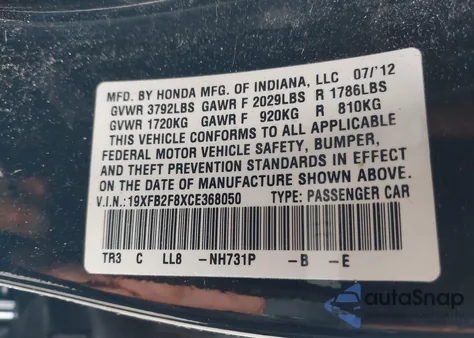 MFD. BY HONDA MFG. OF INDIANA, LLC 07/'12
GVWR 3792LBS GAWR F 2029LBS R 1786LBS
GVWR 1720KG GAWR F 920KG R 810KG
THIS VEHICLE CONFORMS TO ALL APPLICABLE
FEDERAL MOTOR VEHICLE SAFETY, BUMPER,
AND THEFT PREVENTION STANDARDS IN EFFECT
ON THE DATE OF MANUFACTURE SHOWN ABOVE.
V.I.N.:19XFB2F8XCE368050 TYPE: PASSENGER CAR
TR3 C LL8 -NH731P -B -E
autaSnap